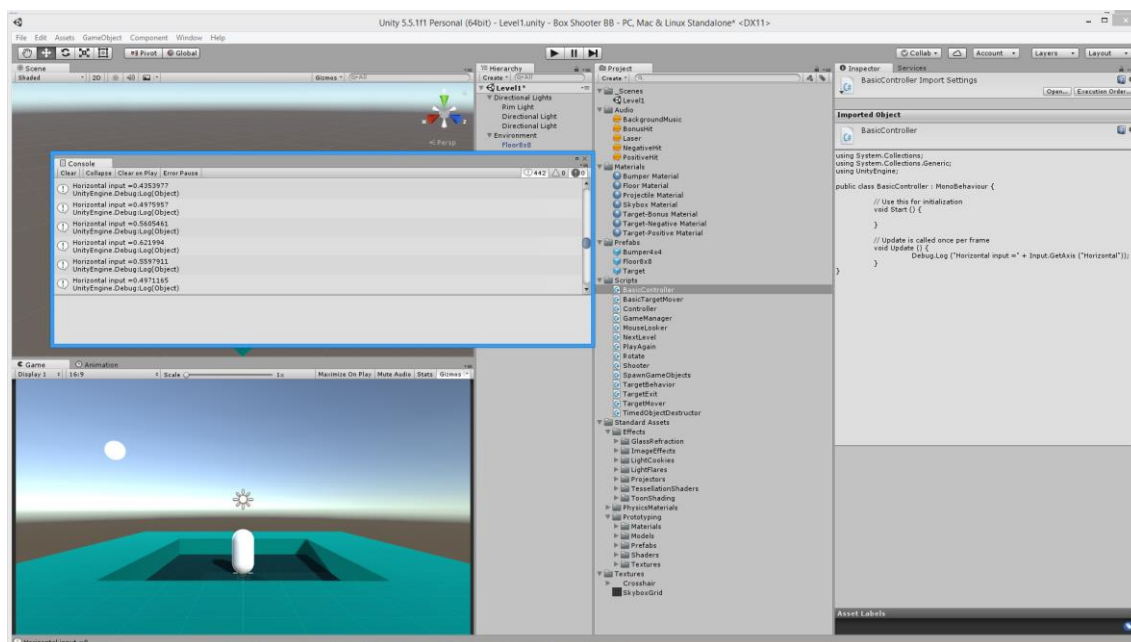 Unity 5.5.1f1 Personal (64bit) - Level1.unity - Box Shooter BB - PC, Mac & Linux Standalone* <DX11>
File Edit Assets GameObject Component Window Help
Pivot Global
Collab Account Layers Layout
Scene
Shaded 2D Gizmos All
Persp
Hierarchy
Create All
Level1*
Directional Lights
Rim Light
Directional Light
Directional Light
Environment
Floor8x8
Console
Clear Collapse Clear on Play Error Pause 442 0 0
Horizontal input =0.4353977
UnityEngine.Debug:Log(Object)
Horizontal input =0.4975957
UnityEngine.Debug:Log(Object)
Horizontal input =0.5605461
UnityEngine.Debug:Log(Object)
Horizontal input =0.621994
UnityEngine.Debug:Log(Object)
Horizontal input =0.5597911
UnityEngine.Debug:Log(Object)
Horizontal input =0.4971165
UnityEngine.Debug:Log(Object)
Game Animation
Display 1 16:9 Scale 1x Maximize On Play Mute Audio Stats Gizmos
Horizontal input =0
Project
Create
_Scenes
Level1
Audio
BackgroundMusic
BonusHit
Laser
NegativeHit
PositiveHit
Materials
Bumper Material
Floor Material
Projectile Material
Skybox Material
Target-Bonus Material
Target-Negative Material
Target-Positive Material
Prefabs
Bumper4x4
Floor8x8
Target
Scripts
BasicController
BasicTargetMover
Controller
GameManager
MouseLooker
NextLevel
PlayAgain
Rotate
Shooter
SpawnGameObjects
TargetBehavior
TargetExit
TargetMover
TimedObjectDestructor
Standard Assets
Effects
GlassRefraction
ImageEffects
LightCookies
LightFlares
Projectors
TessellationShaders
ToonShading
PhysicsMaterials
Prototyping
Materials
Models
Prefabs
Shaders
Textures
Textures
Crosshair
SkyboxGrid
Inspector Services
BasicController Import Settings
Open... Execution Order...
Imported Object
BasicController
using System.Collections;
using System.Collections.Generic;
using UnityEngine;
public class BasicController : MonoBehaviour {
// Use this for initialization
void Start () {
}
// Update is called once per frame
void Update () {
Debug.Log ("Horizontal input =" + Input.GetAxis ("Horizontal"));
}
}
Asset Labels